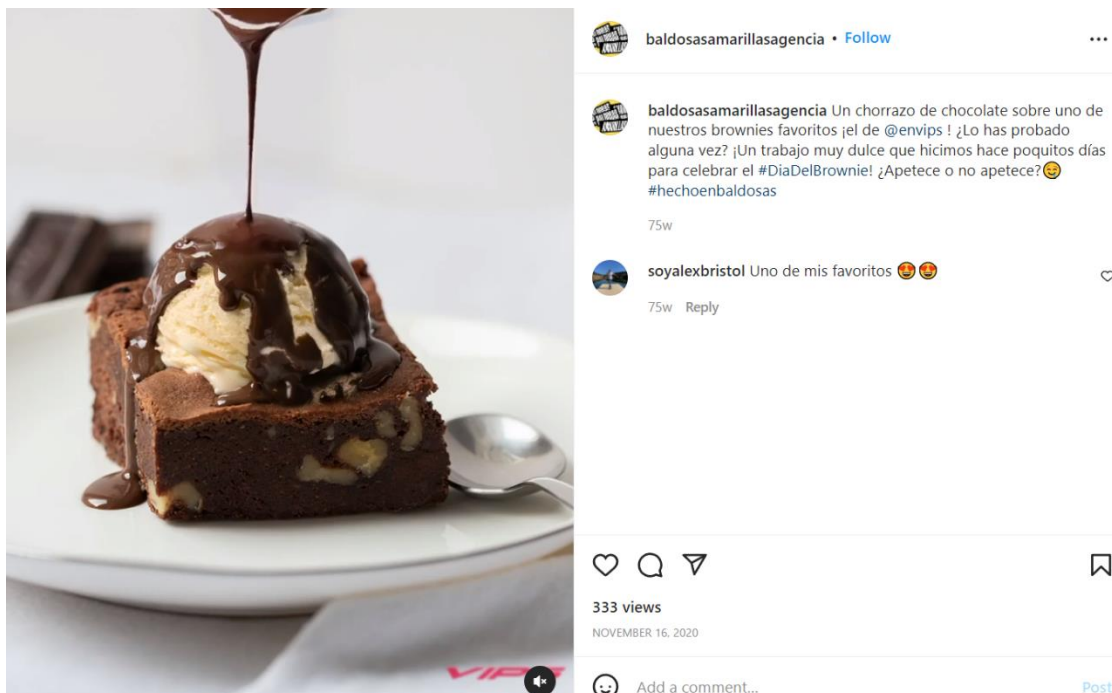 baldosasamarillasagencia • Follow
baldosasamarillasagencia Un chorrazo de chocolate sobre uno de
nuestros brownies favoritos ¡el de @envips ! ¿Lo has probado
alguna vez? ¡Un trabajo muy dulce que hicimos hace poquitos días
para celebrar el #DiaDelBrownie! ¿Apetece o no apetece?😊
#hechoenbaldosas
75w
soyalexbristol Uno de mis favoritos 😍😍
75w Reply
333 views
NOVEMBER 16, 2020
VIPS
Add a comment...
Post